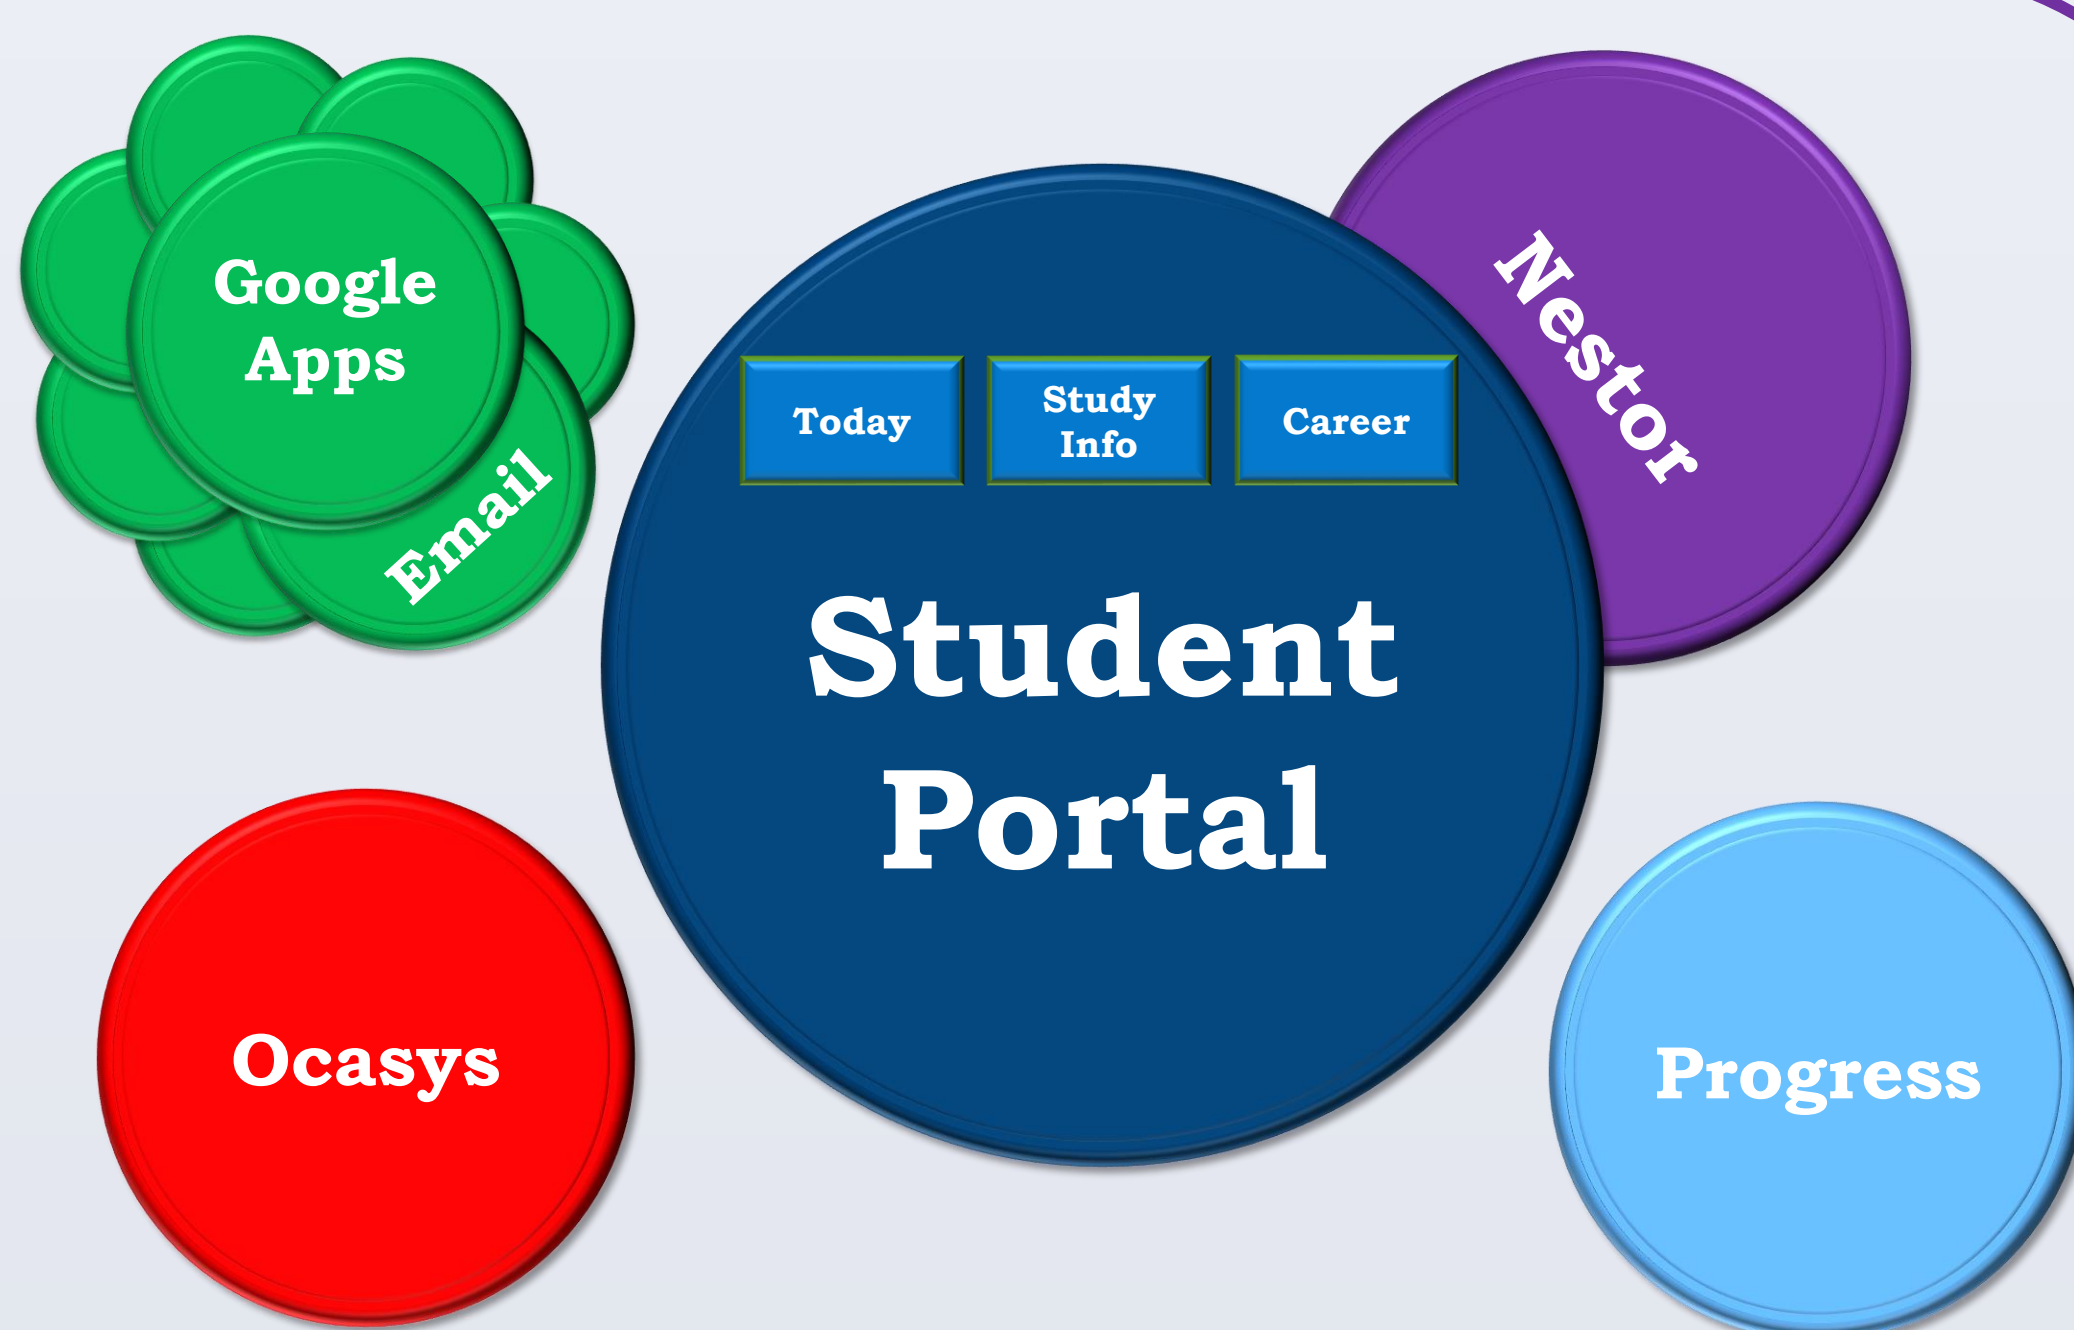 Google
Apps
Email
Nestor
Today
Study
Info
Career
Student
Portal
Ocasys
Progress